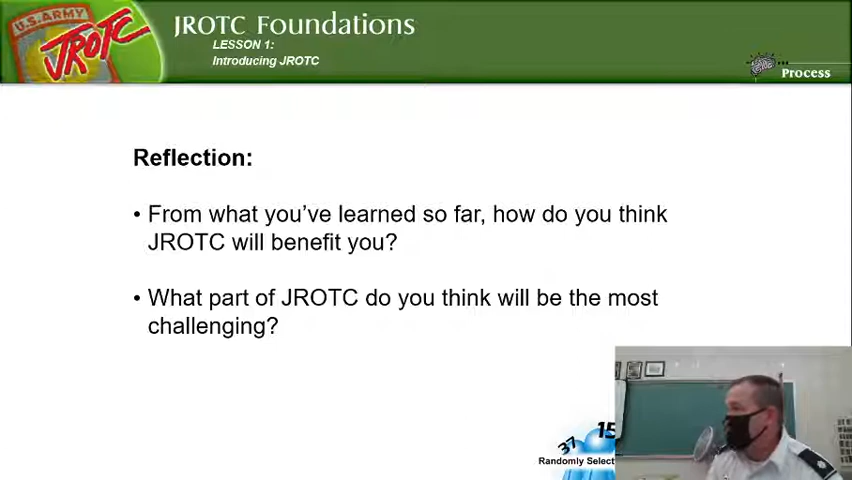 U.S. ARMY
JROTC
JROTC Foundations
LESSON 1:
Introducing JROTC
Process
Reflection:
• From what you've learned so far, how do you think
JROTC will benefit you?
• What part of JROTC do you think will be the most
challenging?
37
15
Randomly Select